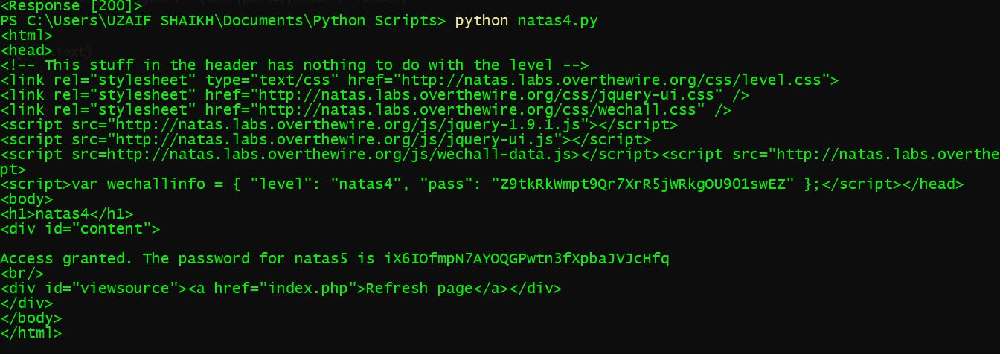 <Response [200]>
PS C:\Users\UZAIF SHAIKH\Documents\Python Scripts> python natas4.py
<html>
<head>
<!-- This stuff in the header has nothing to do with the level -->
<link rel="stylesheet" type="text/css" href="http://natas.labs.overthewire.org/css/level.css">
<link rel="stylesheet" href="http://natas.labs.overthewire.org/css/jquery-ui.css" />
<link rel="stylesheet" href="http://natas.labs.overthewire.org/css/wechall.css" />
<script src="http://natas.labs.overthewire.org/js/jquery-1.9.1.js"></script>
<script src="http://natas.labs.overthewire.org/js/jquery-ui.js"></script>
<script src=http://natas.labs.overthewire.org/js/wechall-data.js></script><script src="http://natas.labs.overthe
pt>
<script>var wechallinfo = { "level": "natas4", "pass": "Z9tkRkWmpt9Qr7XrR5jWRkgOU901swEZ" };</script></head>
<body>
<h1>natas4</h1>
<div id="content">
Access granted. The password for natas5 is iX6IOfmpN7AYOQGPwtn3fXpbaJVJcHfq
<br/>
<div id="viewsource"><a href="index.php">Refresh page</a></div>
</div>
</body>
</html>